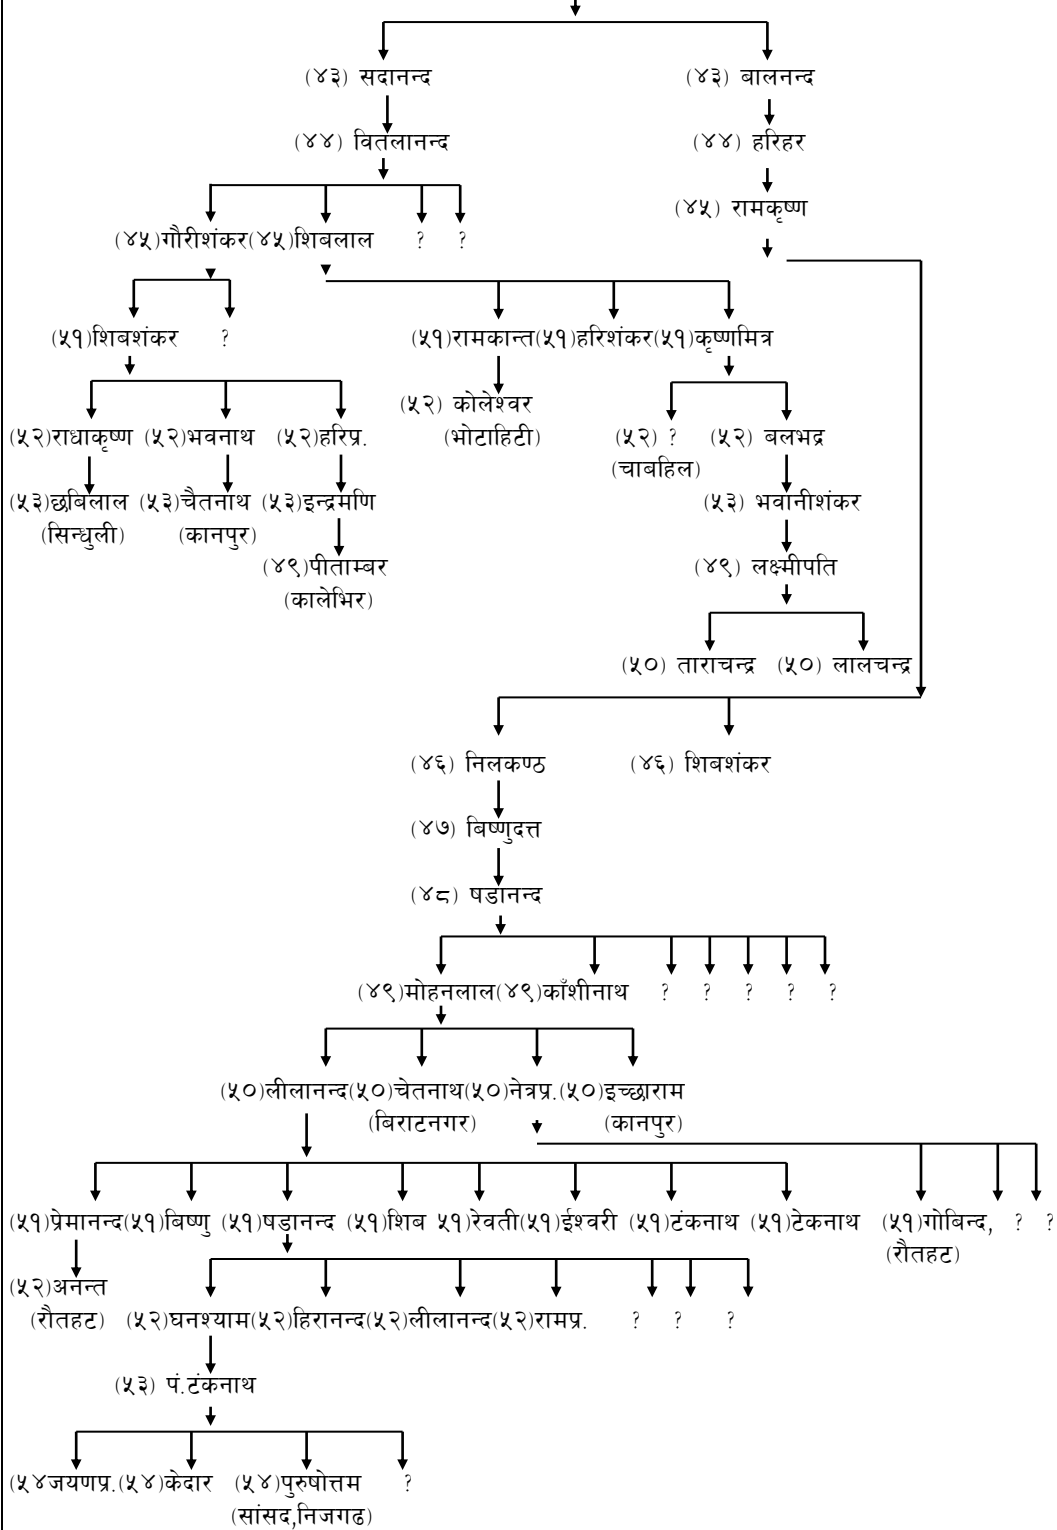 (४३) सदानन्द (४३) बालनन्द
(४४) वितलानन्द (४४) हरिहर
(४५) रामकृष्ण
(४५)गौरीशंकर(४५)शिबलाल ? ?
(५१)शिबशंकर ? (५१)रामकान्त(५१)हरिशंकर(५१)कृष्णमित्र
(५२) कोलेश्वर
(५२)राधाकृष्ण (५२)भवनाथ (५२)हरिप्र. (भोटाहिटी) (५२) ? (५२) बलभद्र
(चाबहिल)
(५३)छबिलाल (५३)चैतनाथ (५३)इन्द्रमणि (५३) भवानीशंकर
(सिन्धुली) (कानपुर)
(४९)पीताम्बर (४९) लक्ष्मीपति
(कालेभिर)
(५०) ताराचन्द्र (५०) लालचन्द्र
(४६) निलकण्ठ (४६) शिबशंकर
(४७) बिष्णुदत्त
(४८) षडानन्द
(४९)मोहनलाल(४९)काँशीनाथ ? ? ? ? ?
(५०)लीलानन्द(५०)चेतनाथ(५०)नेत्रप्र.(५०)इच्छाराम
(बिराटनगर) (कानपुर)
(५१)प्रेमानन्द(५१)बिष्णु (५१)षडानन्द (५१)शिब ५१)रेवती(५१)ईश्वरी (५१)टंकनाथ (५१)टेकनाथ (५१)गोबिन्द, ? ?
(रौतहट)
(५२)अनन्त
(रौतहट) (५२)घनश्याम(५२)हिरानन्द(५२)लीलानन्द(५२)रामप्र. ? ? ?
(५३) पं.टंकनाथ
(५४जयणप्र.(५४)केदार (५४)पुरुषोत्तम ?
(सांसद,निजगढ)